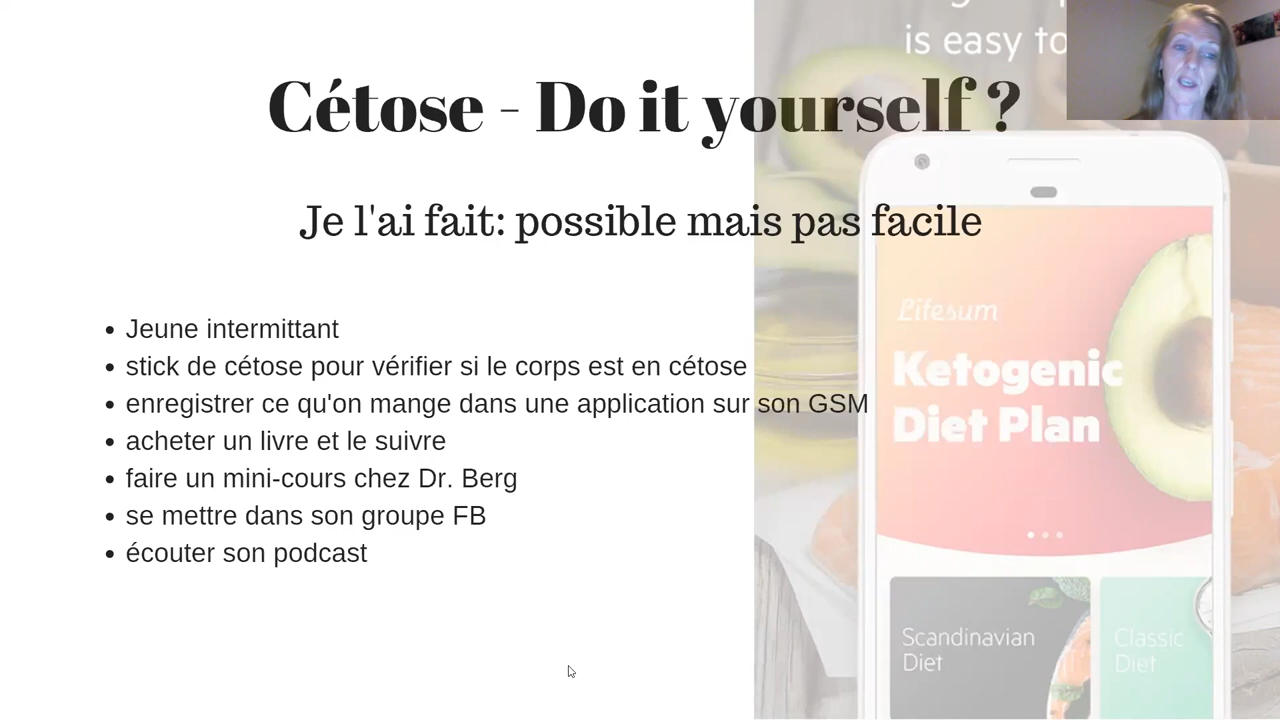 is easy to
Cétose - Do it yourself ?
Je l'ai fait: possible mais pas facile
• Jeune intermittant
• stick de cétose pour vérifier si le corps est en cétose
• enregistrer ce qu'on mange dans une application sur son GSM
• acheter un livre et le suivre
• faire un mini-cours chez Dr. Berg
• se mettre dans son groupe FB
• écouter son podcast
Lifesum
Ketogenic
Diet Plan
Scandinavian
Diet
Classic
Diet